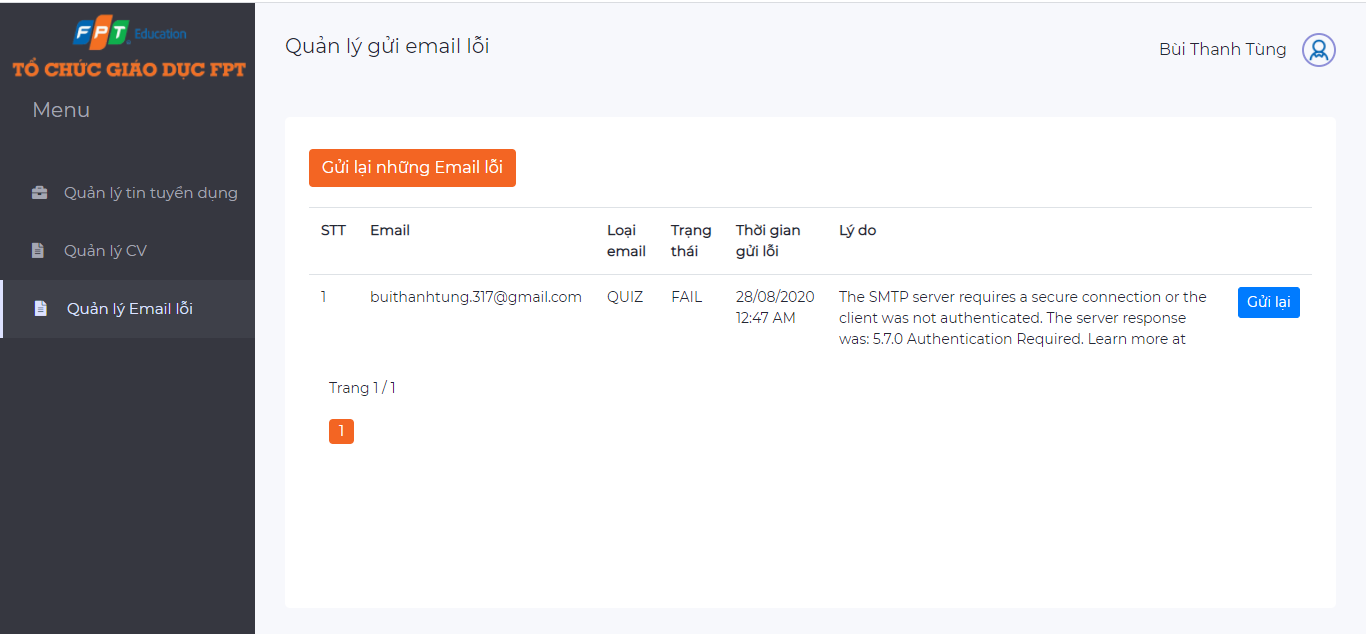 FPT Education
TỔ CHỨC GIÁO DỤC FPT
Menu
Quản lý tin tuyển dụng
Quản lý CV
Quản lý Email lỗi
Quản lý gửi email lỗi
Bùi Thanh Tùng
Gửi lại những Email lỗi
STT Email Loại email Trạng thái Thời gian gửi lỗi Lý do
1 buithanhtung.317@gmail.com QUIZ FAIL 28/08/2020 12:47 AM
The SMTP server requires a secure connection or the
client was not authenticated. The server response
was: 5.7.0 Authentication Required. Learn more at
Gửi lại
Trang 1 / 1
1